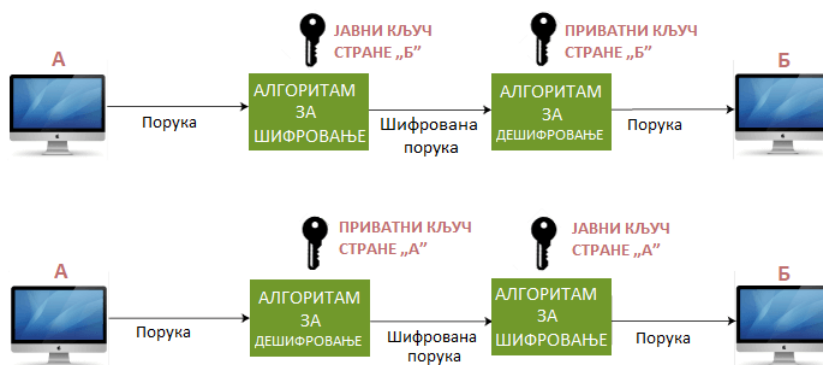 ЈАВНИ КЉУЧ
СТРАНЕ „Б”
ПРИВАТНИ КЉУЧ
СТРАНЕ „Б”
А
Б
АЛГОРИТАМ
ЗА
ШИФРОВАЊЕ
АЛГОРИТАМ
ЗА
ДЕШИФРОВАЊЕ
Порука
Шифрована
порука
Порука
ПРИВАТНИ КЉУЧ
СТРАНЕ „А”
ЈАВНИ КЉУЧ
СТРАНЕ „А”
А
Б
АЛГОРИТАМ
ЗА
ДЕШИФРОВАЊЕ
АЛГОРИТАМ
ЗА
ШИФРОВАЊЕ
Порука
Шифрована
порука
Порука